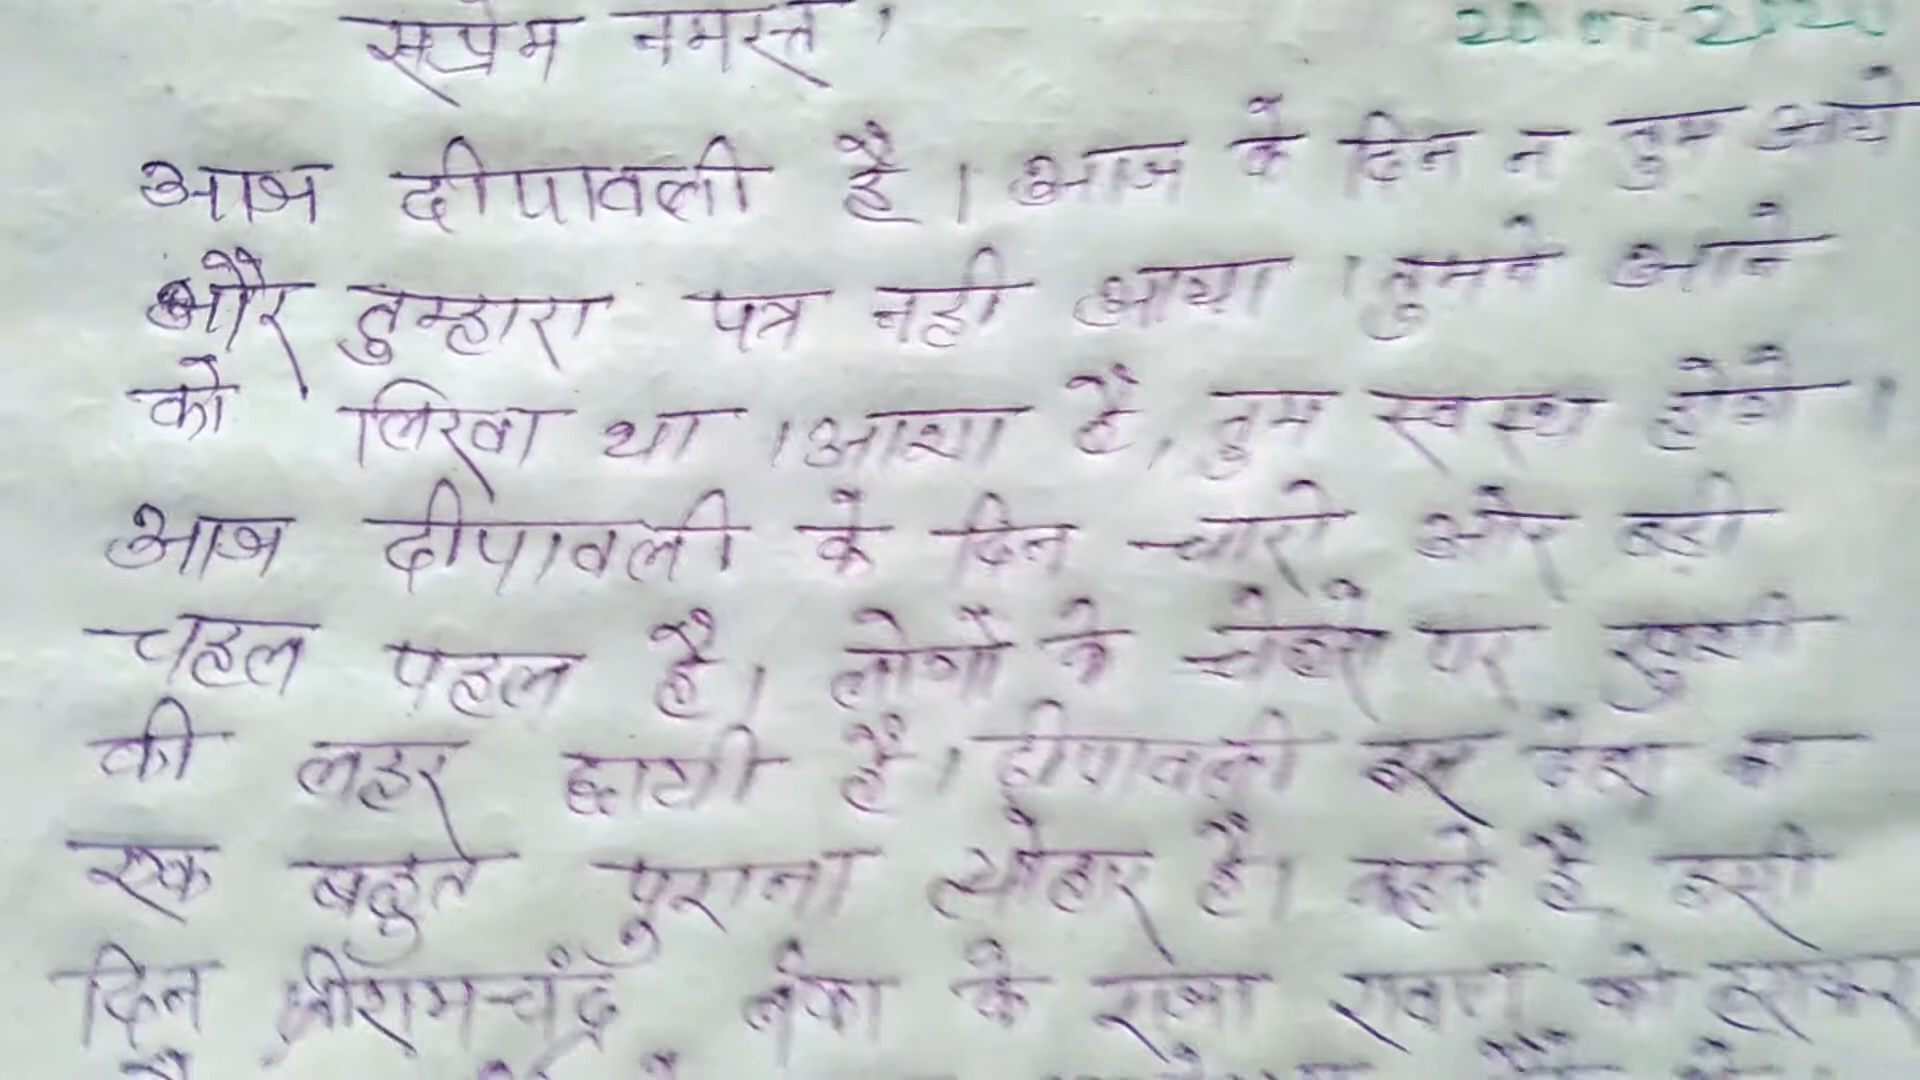 सप्रेम नमस्ते,
आज दीपावली है। आज के दिन न तुम आये
और तुम्हारा पत्र नही आया । तुमने आने
को लिखा था । आशा है, तुम स्वस्थ होगे ।
आज दीपावली के दिन चारो ओर बड़ी
चहल पहल है। लोगों के चेहरे पर खुशी
की लहर छायी है। दीपावली इस देश का
एक बहुत पुराना त्योहार है। कहते हैं इसी
दिन श्रीरामचंद्र लंका के राजा रावण को हराकर